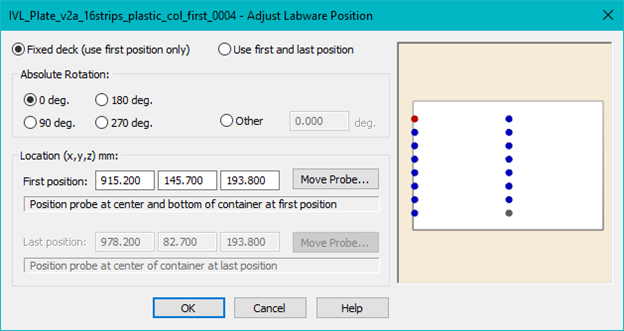 IVL_Plate_v2a_16strips_plastic_col_first_0004 - Adjust Labware Position
Fixed deck (use first position only) Use first and last position
Absolute Rotation:
0 deg. 180 deg.
90 deg. 270 deg. Other 0.000 deg.
Location (x,y,z) mm:
First position: 915.200 145.700 193.800 Move Probe...
Position probe at center and bottom of container at first position
Last position: 978.200 82.700 193.800 Move Probe...
Position probe at center of container at last position
OK Cancel Help